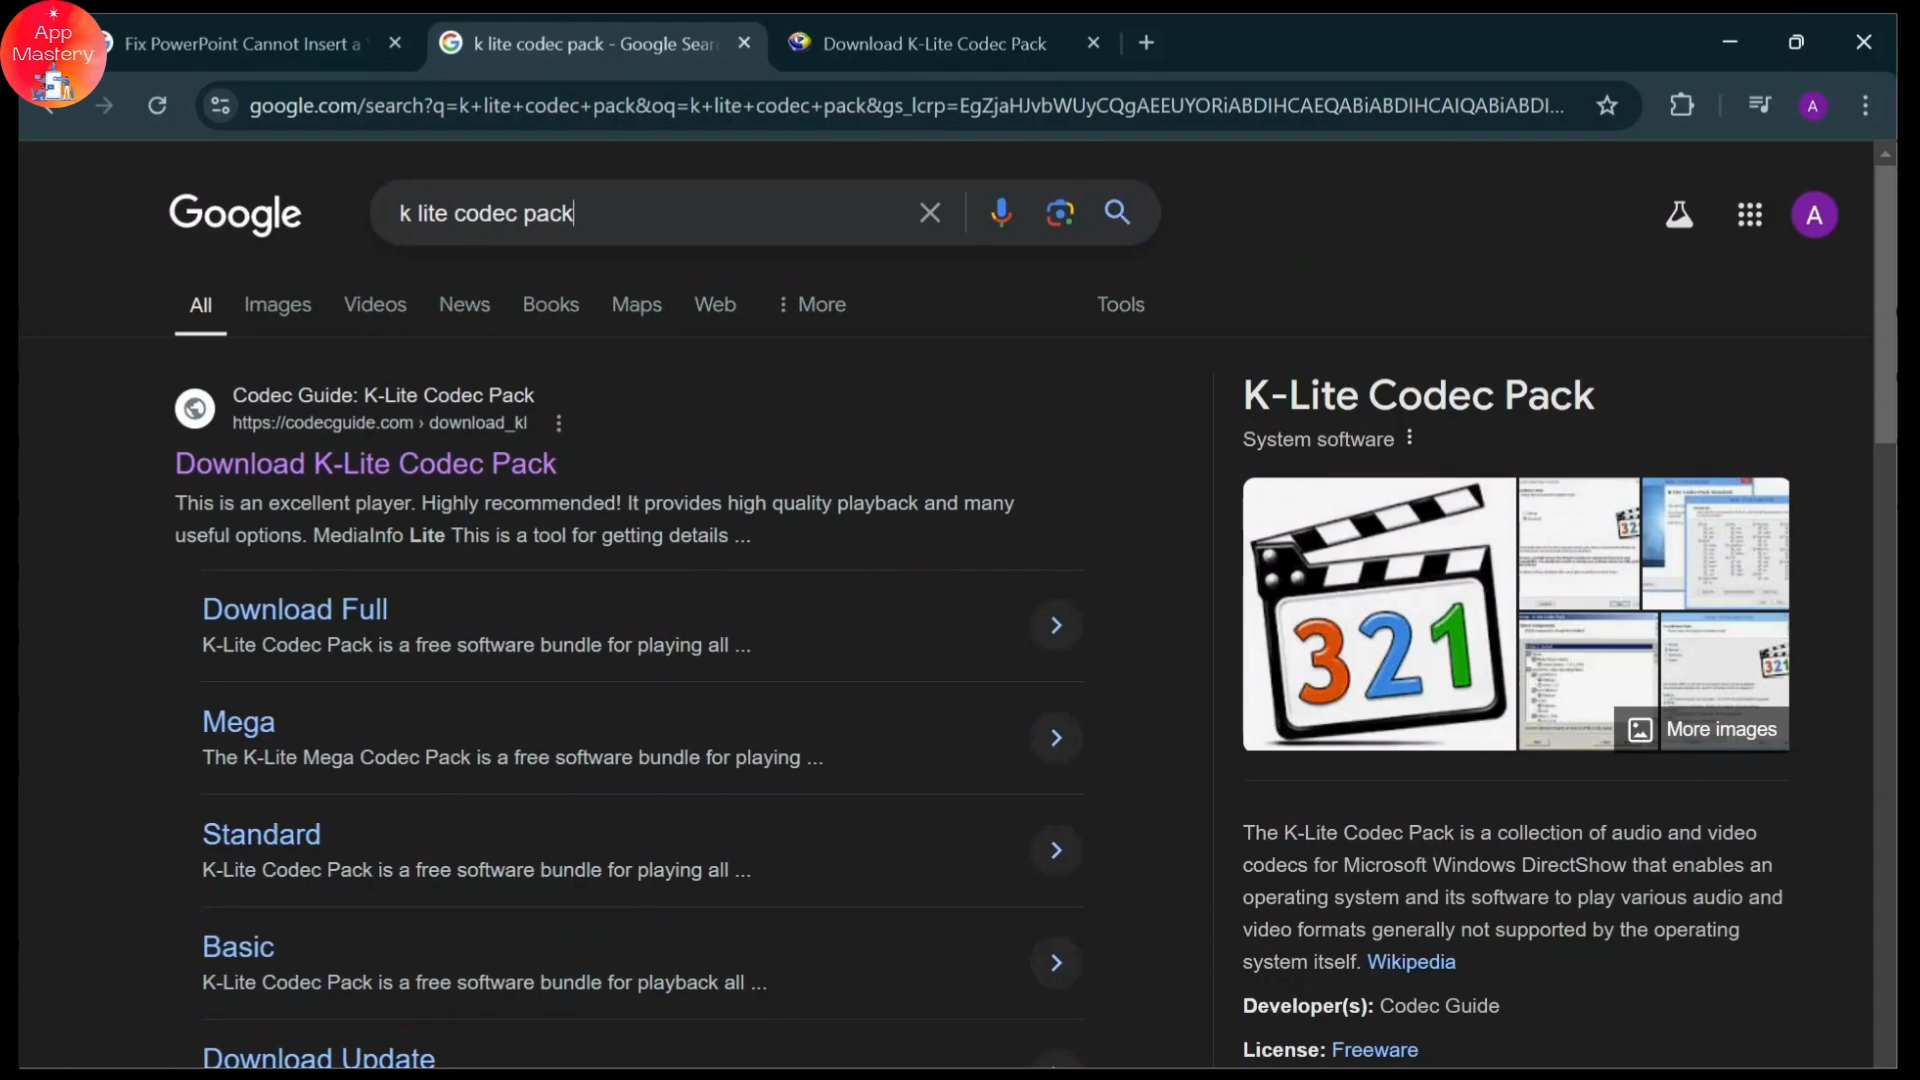 App
Mastery
Fix PowerPoint Cannot Insert a
k lite codec pack - Google Sear
Download K-Lite Codec Pack
google.com/search?q=k+lite+codec+pack&oq=k+lite+codec+pack&gs_lcrp=EgZjaHJvbWUyCQgAEEUYORiABDIHCAEQABiABDIHCAIQABiABDI...
A
Google
k lite codec pack
A
All
Images
Videos
News
Books
Maps
Web
More
Tools
Codec Guide: K-Lite Codec Pack
https://codecguide.com › download_kl
Download K-Lite Codec Pack
This is an excellent player. Highly recommended! It provides high quality playback and many
useful options. MediaInfo Lite This is a tool for getting details ...
Download Full
K-Lite Codec Pack is a free software bundle for playing all ...
Mega
The K-Lite Mega Codec Pack is a free software bundle for playing ...
Standard
K-Lite Codec Pack is a free software bundle for playing all ...
Basic
K-Lite Codec Pack is a free software bundle for playback all ...
Download Update
K-Lite Codec Pack
System software
321
321
321
More images
The K-Lite Codec Pack is a collection of audio and video
codecs for Microsoft Windows DirectShow that enables an
operating system and its software to play various audio and
video formats generally not supported by the operating
system itself. Wikipedia
Developer(s): Codec Guide
License: Freeware